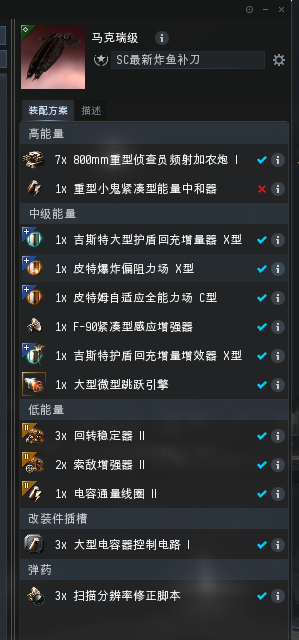 马克瑞级
SC最新炸鱼补刀
装配方案 描述
高能量
7x 800mm重型侦查员频射加农炮 I
1x 重型小鬼紧凑型能量中和器
中级能量
1x 吉斯特大型护盾回充增量器 X型
1x 皮特爆炸偏阻力场 X型
1x 皮特姆自适应全能力场 C型
1x F-90紧凑型感应增强器
1x 吉斯特护盾回充增量增效器 X型
1x 大型微型跳跃引擎
低能量
3x 回转稳定器 II
2x 索敌增强器 II
1x 电容通量线圈 II
改装件插槽
3x 大型电容器控制电路 I
弹药
3x 扫描分辨率修正脚本